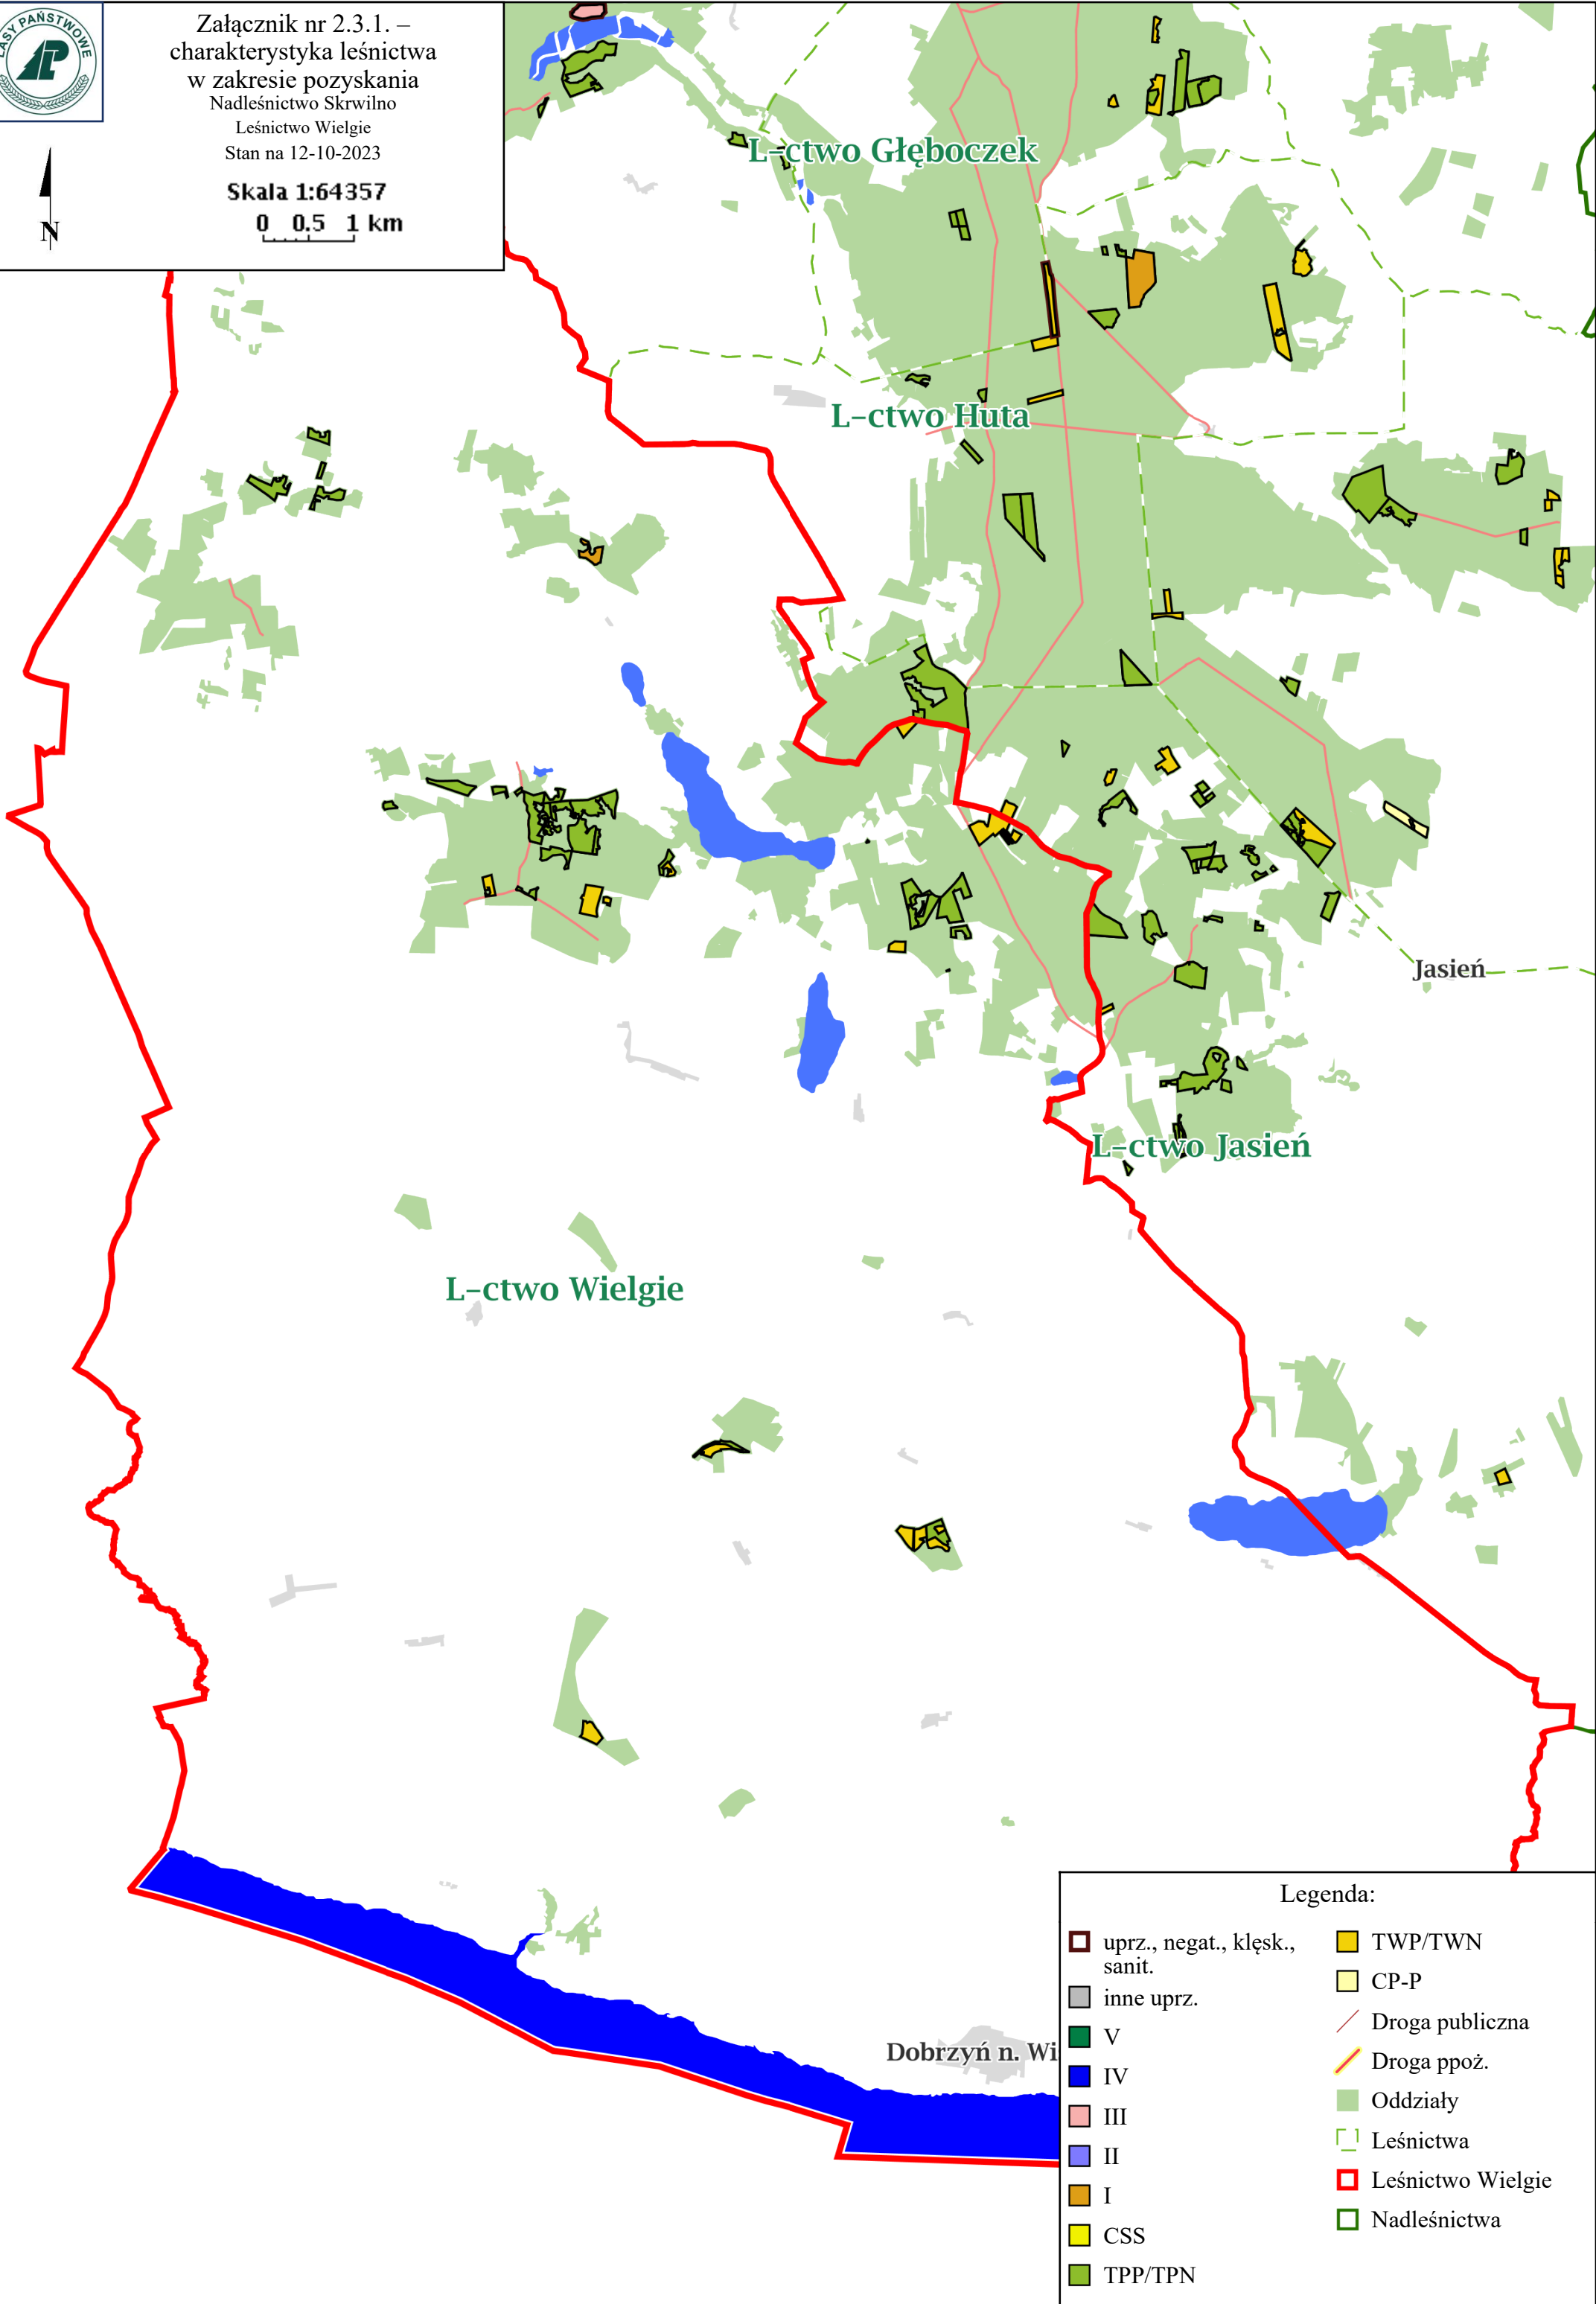 LASY PAŃSTWOWE
Załącznik nr 2.3.1. –
charakterystyka leśnictwa
w zakresie pozyskania
Nadleśnictwo Skrwilno
Leśnictwo Wielgie
Stan na 12-10-2023
Skala 1:64357
0 0.5 1 km
N
L-ctwo Głęboczek
L-ctwo Huta
Jasień
L-ctwo Jasień
L-ctwo Wielgie
Dobrzyń n. Wi
Legenda:
uprz., negat., klęsk.,
sanit.
inne uprz.
V
IV
III
II
I
CSS
TPP/TPN
TWP/TWN
CP-P
Droga publiczna
Droga ppoż.
Oddziały
Leśnictwa
Leśnictwo Wielgie
Nadleśnictwa